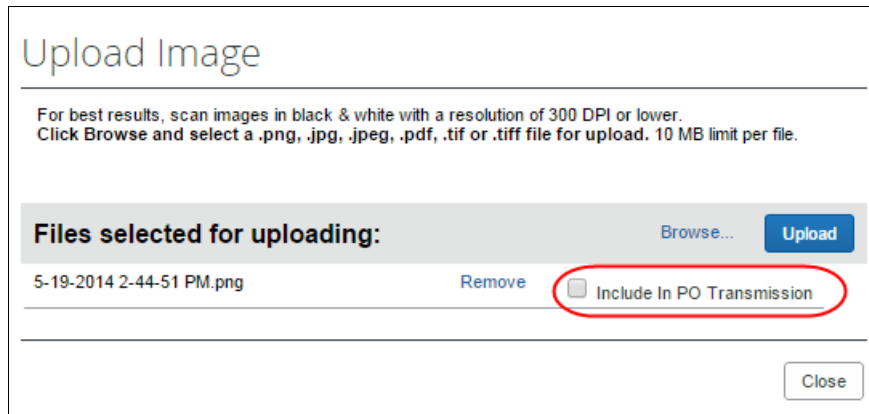 Upload Image
For best results, scan images in black & white with a resolution of 300 DPI or lower.
Click Browse and select a .png, .jpg, .jpeg, .pdf, .tif or .tiff file for upload. 10 MB limit per file.
Files selected for uploading: Browse... Upload
5-19-2014 2-44-51 PM.png Remove Include In PO Transmission
Close